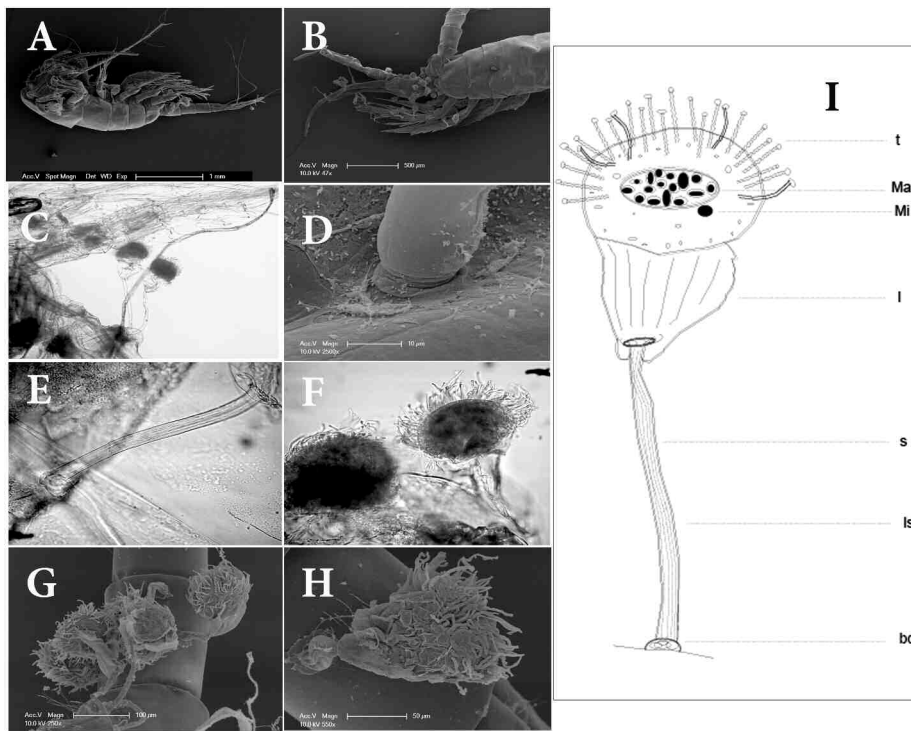 A
Acc.V Spot Magn Det WD Exp 1 mm
B
Acc.V Magn 500 µm
10.0 kV 47x
C
D
Acc.V Magn 10 µm
10.0 kV 2500x
E
F
G
Acc.V Magn 100 µm
10.0 kV 250x
H
Acc.V Magn 50 µm
10.0 kV 550x
I
t
Ma
Mi
l
s
ls